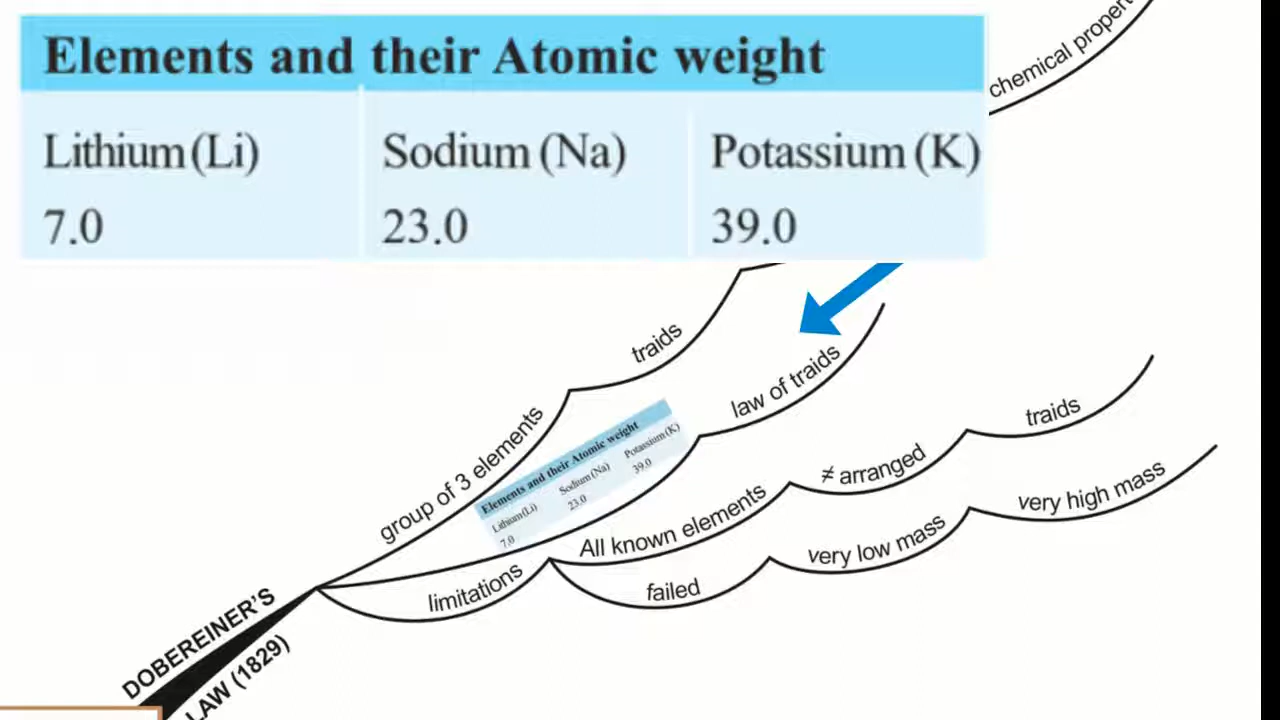 Elements and their Atomic weight
Lithium (Li) Sodium (Na) Potassium (K)
7.0 23.0 39.0
chemical propert
traids
group of 3 elements
law of traids
Elements and their Atomic weight
Lithium (Li) Sodium (Na) Potassium (K)
7.0 23.0 39.0
traids
≠ arranged
All known elements
limitations
very high mass
very low mass
failed
DOBEREINER'S
LAW (1829)